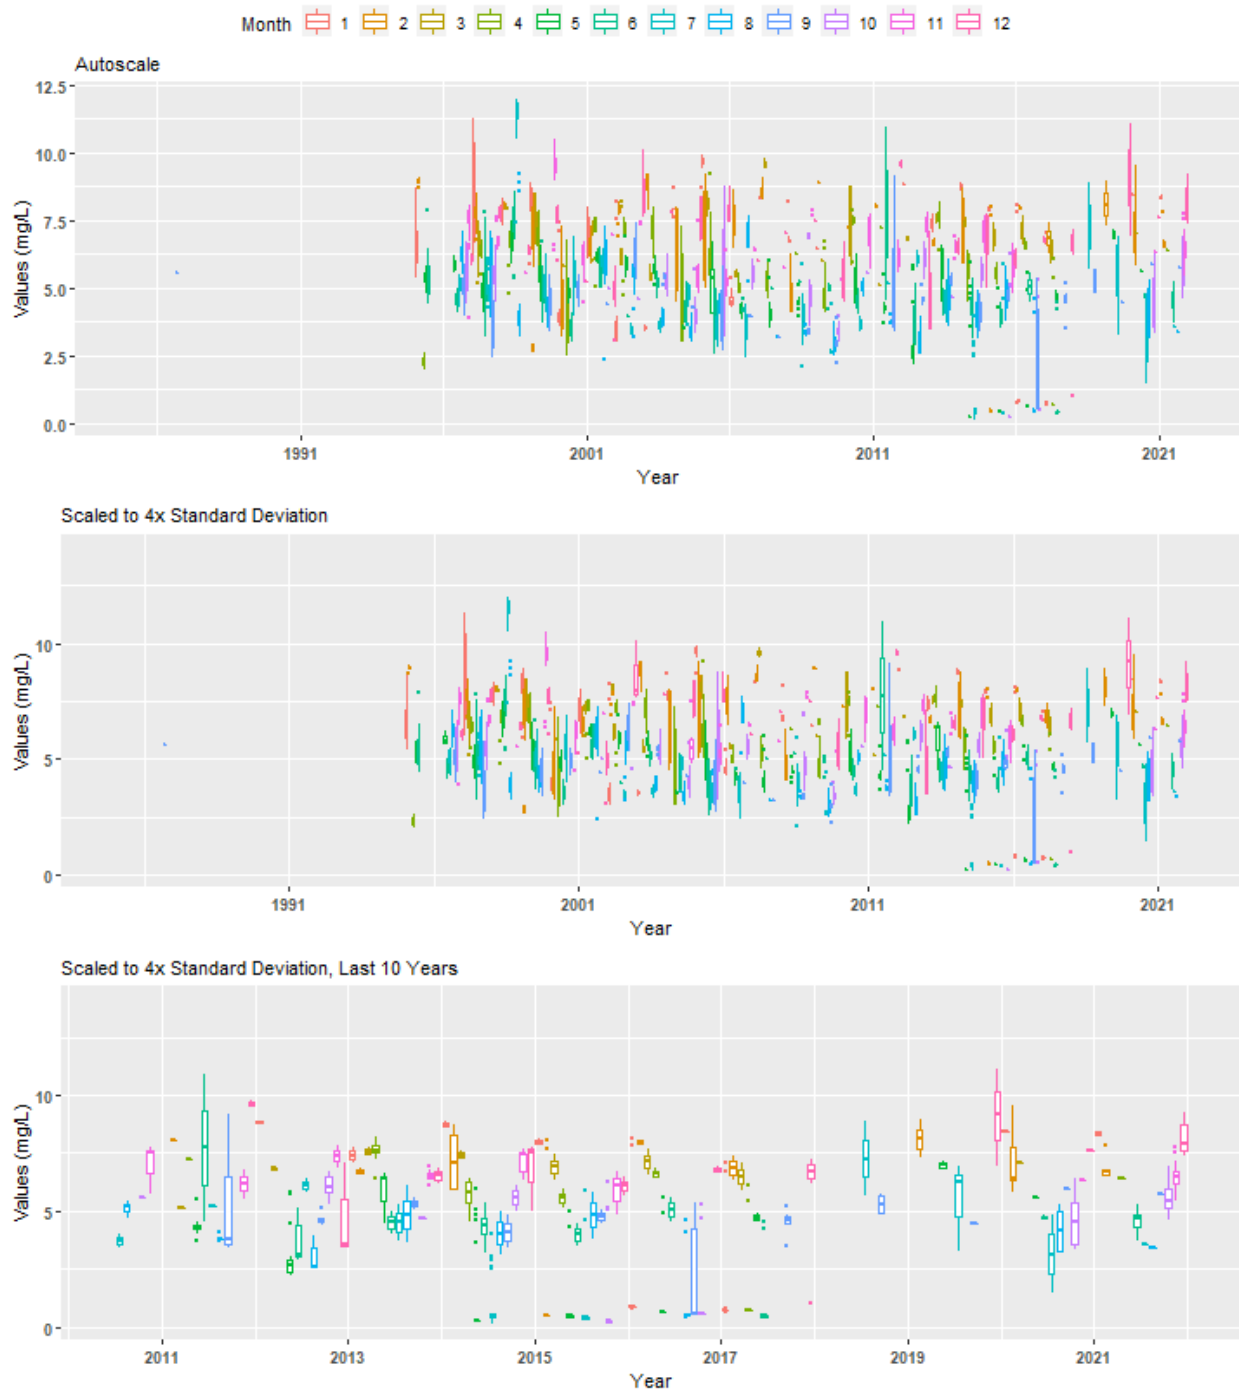 Month 1 2 3 4 5 6 7 8 9 10 11 12
Autoscale
12.5
10.0
7.5
5.0
2.5
0.0
Values (mg/L)
1991 2001 2011 2021
Year
Scaled to 4x Standard Deviation
10
5
0
Values (mg/L)
1991 2001 2011 2021
Year
Scaled to 4x Standard Deviation, Last 10 Years
10
5
0
Values (mg/L)
2011 2013 2015 2017 2019 2021
Year